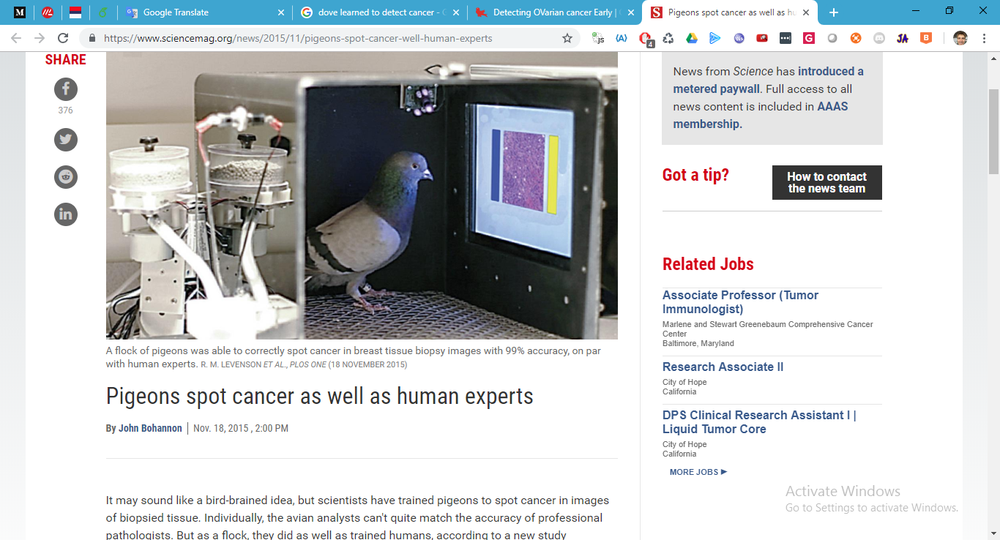 Google Translate
dove learned to detect cancer - G
Detecting OVarian cancer Early |
Pigeons spot cancer as well as hu
https://www.sciencemag.org/news/2015/11/pigeons-spot-cancer-well-human-experts
4
SHARE
376
A flock of pigeons was able to correctly spot cancer in breast tissue biopsy images with 99% accuracy, on par
with human experts. R. M. LEVENSON ET AL., PLOS ONE (18 NOVEMBER 2015)
Pigeons spot cancer as well as human experts
By John Bohannon | Nov. 18, 2015 , 2:00 PM
It may sound like a bird-brained idea, but scientists have trained pigeons to spot cancer in images
of biopsied tissue. Individually, the avian analysts can't quite match the accuracy of professional
pathologists. But as a flock, they did as well as trained humans, according to a new study
News from Science has introduced a
metered paywall. Full access to all
news content is included in AAAS
membership.
Got a tip?
How to contact
the news team
Related Jobs
Associate Professor (Tumor
Immunologist)
Marlene and Stewart Greenebaum Comprehensive Cancer
Center
Baltimore, Maryland
Research Associate II
City of Hope
California
DPS Clinical Research Assistant I |
Liquid Tumor Core
City of Hope
California
MORE JOBS ►
Activate Windows
Go to Settings to activate Windows.